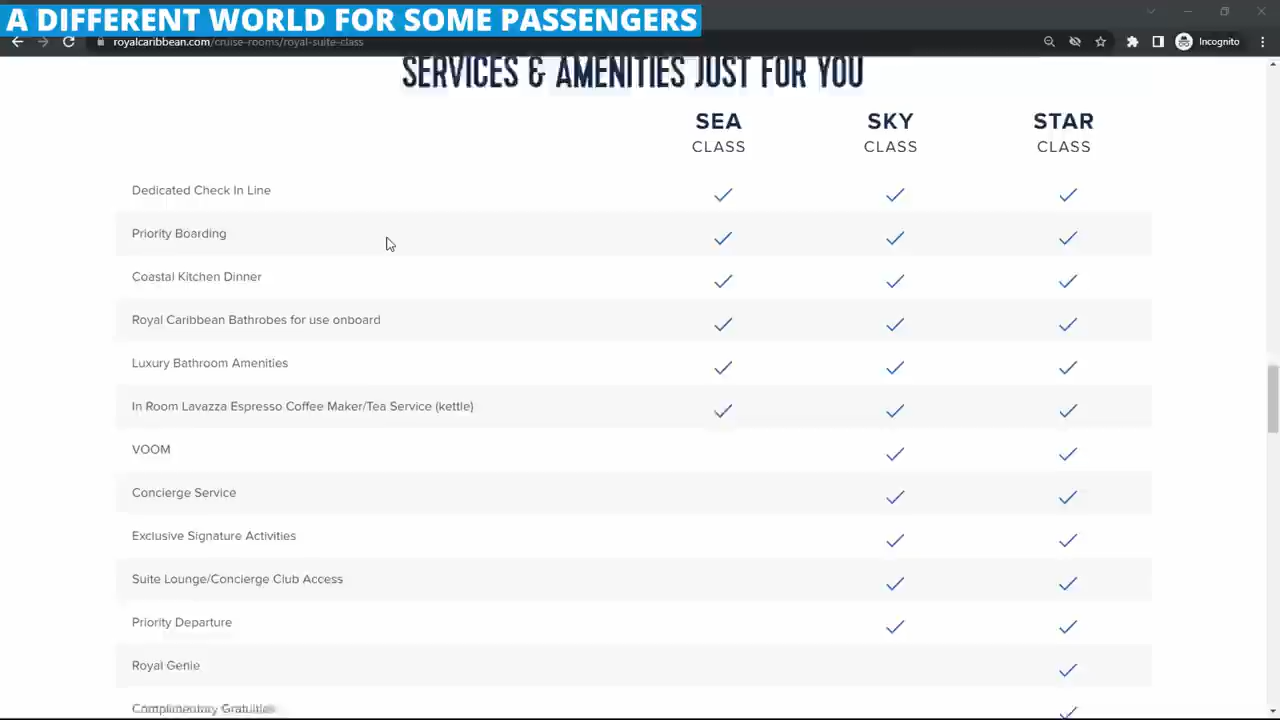 A DIFFERENT WORLD FOR SOME PASSENGERS
royalcaribbean.com/cruise-rooms/royal-suite-class
Incognito
SERVICES & AMENITIES JUST FOR YOU
SEA SKY STAR
CLASS CLASS CLASS
Dedicated Check In Line
Priority Boarding
Coastal Kitchen Dinner
Royal Caribbean Bathrobes for use onboard
Luxury Bathroom Amenities
In Room Lavazza Espresso Coffee Maker/Tea Service (kettle)
VOOM
Concierge Service
Exclusive Signature Activities
Suite Lounge/Concierge Club Access
Priority Departure
Royal Genie
Complimentary Gratuities